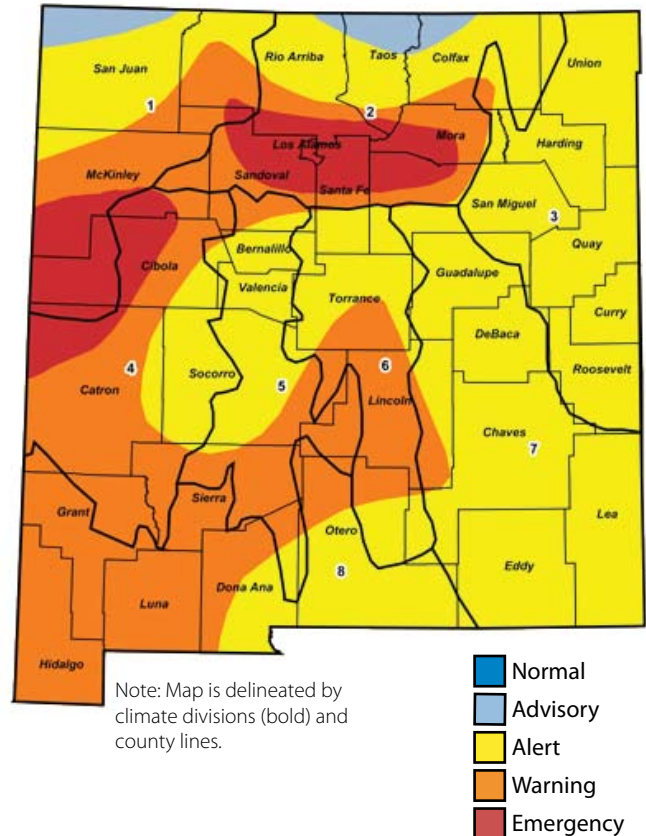 Rio Arriba
Taos
Colfax
San Juan
Union
1
2
Mora
Harding
Los Alamos
McKinley
Sandoval
Santa Fe
San Miguel
3
Quay
Bernalillo
Cibola
Guadalupe
Valencia
Torrance
Curry
DeBaca
4
Socorro
5
6
Roosevelt
Catron
Lincoln
Chaves
7
Sierra
Grant
Otero
Lea
8
Eddy
Dona Ana
Luna
Hidalgo
Note: Map is delineated by
climate divisions (bold) and
county lines.
Normal
Advisory
Alert
Warning
Emergency